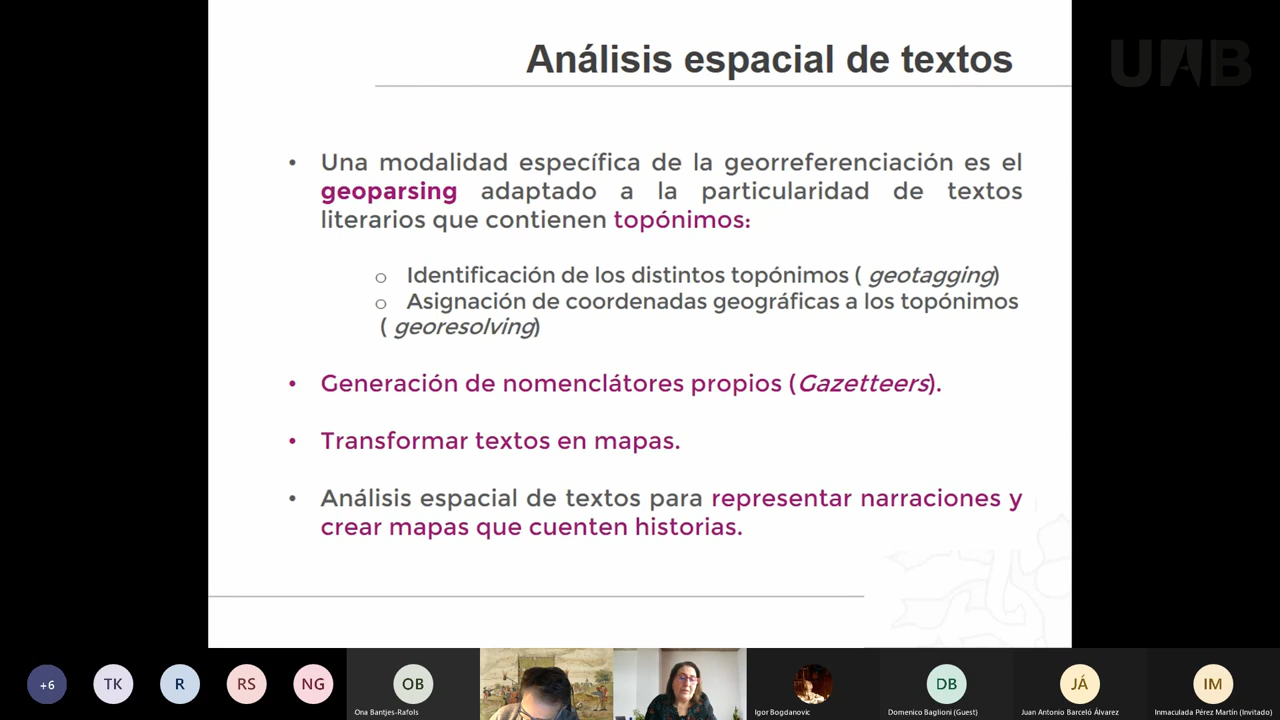 Análisis espacial de textos
UAB
• Una modalidad específica de la georreferenciación es el
geoparsing adaptado a la particularidad de textos
literarios que contienen topónimos:
o Identificación de los distintos topónimos ( geotagging)
o Asignación de coordenadas geográficas a los topónimos
( georesolving)
• Generación de nomenclátores propios (Gazetteers).
• Transformar textos en mapas.
• Análisis espacial de textos para representar narraciones y
crear mapas que cuenten historias.
+6 TK R RS NG OB DB JÁ IM
Ona Bantjes-Rafols Igor Bogdanovic Domenico Baglioni (Guest) Juan Antonio Barceló Álvarez Inmaculada Pérez Martín (Invitado)